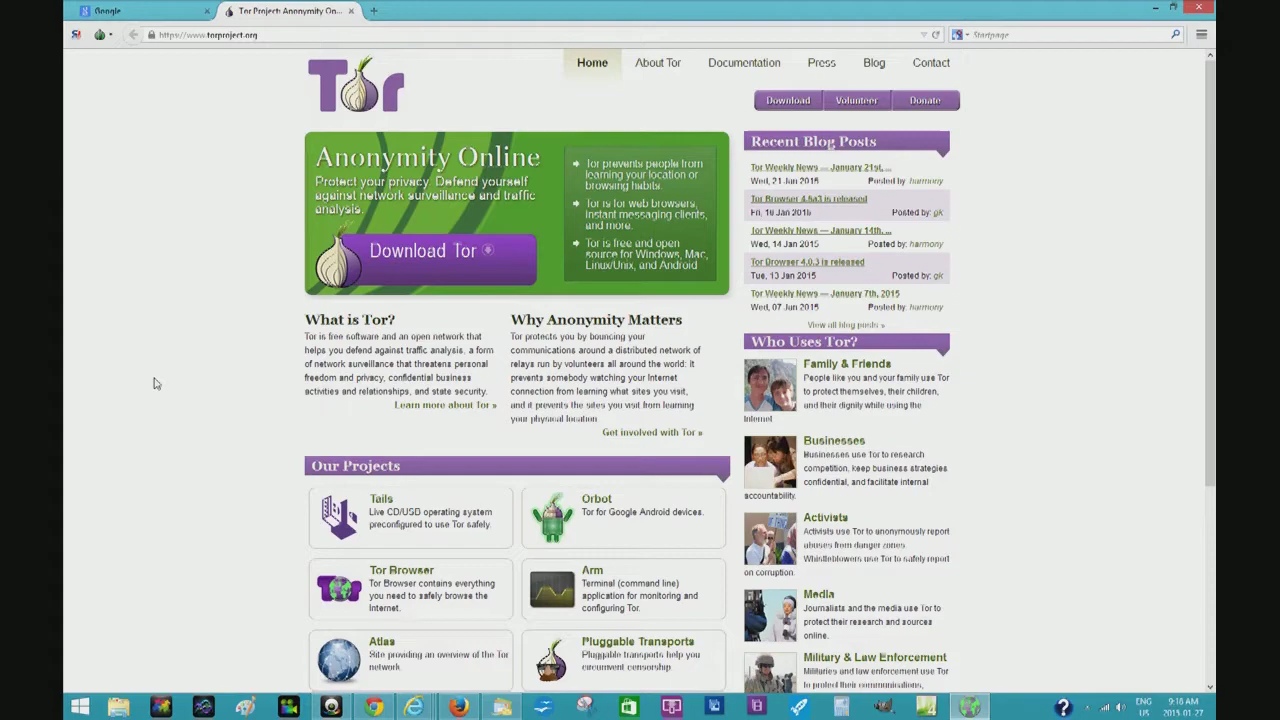 Google
Tor Project: Anonymity On...
https://www.torproject.org
Startpage
Tor
Home
About Tor
Documentation
Press
Blog
Contact
Download
Volunteer
Donate
Anonymity Online
Protect your privacy. Defend yourself
against network surveillance and traffic
analysis.
Download Tor
Tor prevents people from
learning your location or
browsing habits.
Tor is for web browsers,
instant messaging clients,
and more.
Tor is free and open
source for Windows, Mac,
Linux/Unix, and Android
What is Tor?
Tor is free software and an open network that
helps you defend against traffic analysis, a form
of network surveillance that threatens personal
freedom and privacy, confidential business
activities and relationships, and state security.
Learn more about Tor »
Why Anonymity Matters
Tor protects you by bouncing your
communications around a distributed network of
relays run by volunteers all around the world: it
prevents somebody watching your Internet
connection from learning what sites you visit,
and it prevents the sites you visit from learning
your physical location.
Get involved with Tor »
Our Projects
Tails
Live CD/USB operating system
preconfigured to use Tor safely.
Orbot
Tor for Google Android devices.
Tor Browser
Tor Browser contains everything
you need to safely browse the
Internet.
Arm
Terminal (command line)
application for monitoring and
configuring Tor.
Atlas
Site providing an overview of the Tor
network.
Pluggable Transports
Pluggable transports help you
circumvent censorship.
Recent Blog Posts
Tor Weekly News — January 21st, ...
Wed, 21 Jan 2015 Posted by: harmony
Tor Browser 4.5a3 is released
Fri, 16 Jan 2015 Posted by: gk
Tor Weekly News — January 14th, ...
Wed, 14 Jan 2015 Posted by: harmony
Tor Browser 4.0.3 is released
Tue, 13 Jan 2015 Posted by: gk
Tor Weekly News — January 7th, 2015
Wed, 07 Jan 2015 Posted by: harmony
View all blog posts »
Who Uses Tor?
Family & Friends
People like you and your family use Tor
to protect themselves, their children,
and their dignity while using the
Internet.
Businesses
Businesses use Tor to research
competition, keep business strategies
confidential, and facilitate internal
accountability.
Activists
Activists use Tor to anonymously report
abuses from danger zones.
Whistleblowers use Tor to safely report
on corruption.
Media
Journalists and the media use Tor to
protect their research and sources
online.
Military & Law Enforcement
Militaries and law enforcement use Tor
to protect their communications,
ENG
US
9:16 AM
2015-01-27